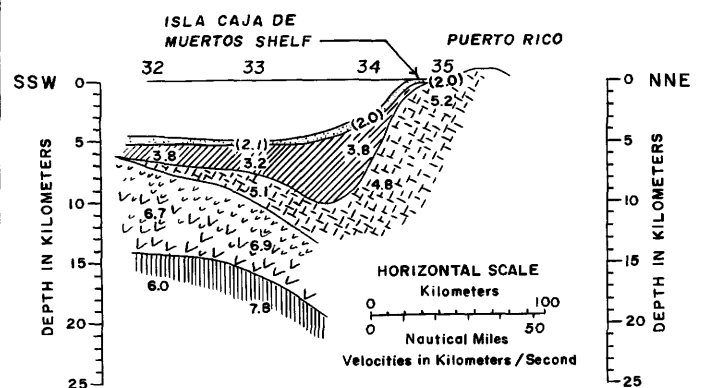 ISLA CAJA DE
MUERTOS SHELF
PUERTO RICO
32 33 34 35
SSW 0 (2.0) 0 NNE
5.2
(2.0)
5 (2.1) 5
3.8 3.2 3.8
5.1 4.8
10 10
6.7 6.9
15 15
6.0 7.8
20 20
25 25
DEPTH IN KILOMETERS
DEPTH IN KILOMETERS
HORIZONTAL SCALE
Kilometers
0 100
0 50
Nautical Miles
Velocities in Kilometers/Second